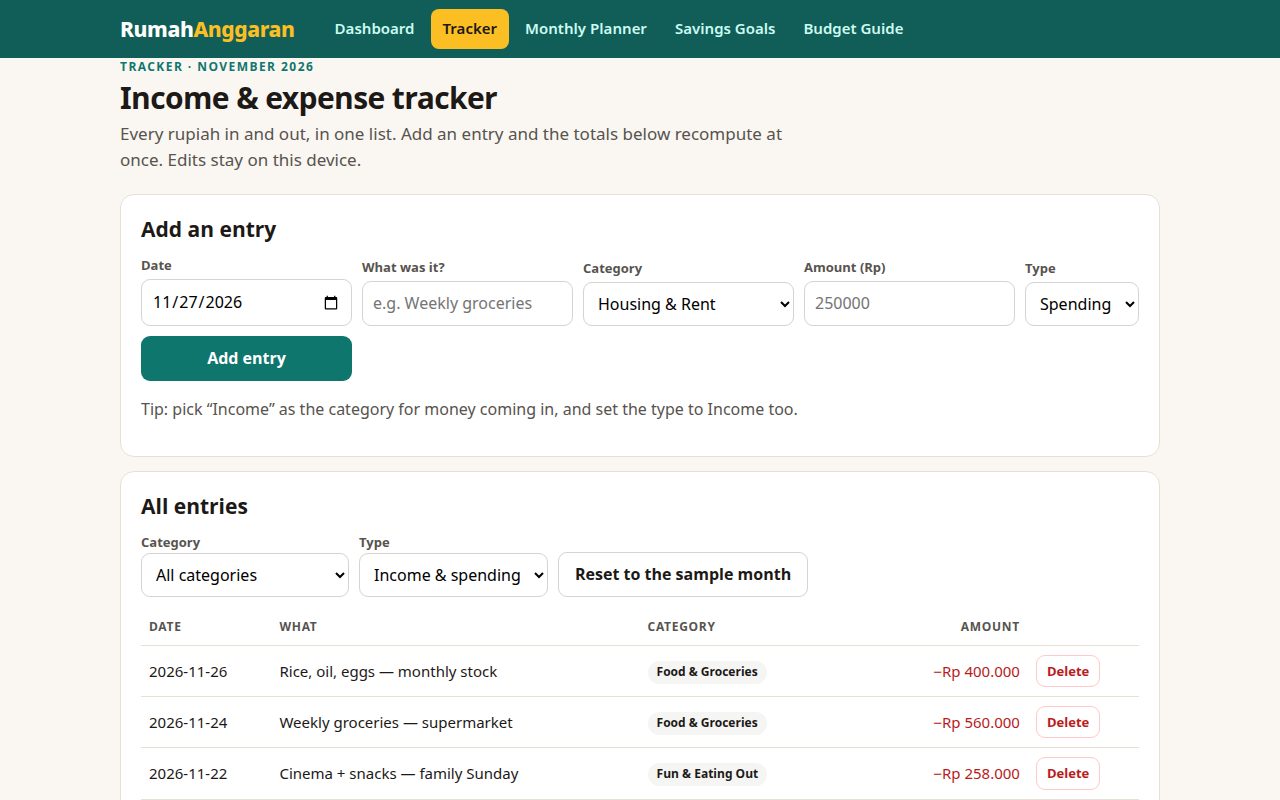 RumahAnggaran Dashboard Tracker Monthly Planner Savings Goals Budget Guide
TRACKER · NOVEMBER 2026
Income & expense tracker
Every rupiah in and out, in one list. Add an entry and the totals below recompute at
once. Edits stay on this device.
Add an entry
Date What was it? Category Amount (Rp) Type
11/27/2026 e.g. Weekly groceries Housing & Rent 250000 Spending
Add entry
Tip: pick “Income” as the category for money coming in, and set the type to Income too.
All entries
Category Type
All categories Income & spending Reset to the sample month
DATE WHAT CATEGORY AMOUNT
2026-11-26 Rice, oil, eggs — monthly stock Food & Groceries −Rp 400.000 Delete
2026-11-24 Weekly groceries — supermarket Food & Groceries −Rp 560.000 Delete
2026-11-22 Cinema + snacks — family Sunday Fun & Eating Out −Rp 258.000 Delete